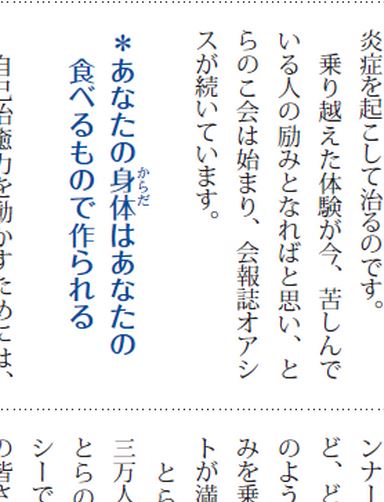 炎症を起こして治るのです。
乗り越えた体験が今、苦しんで
いる人の励みとなればと思い、と
らのこ会は始まり、会報誌オアシ
スが続いています。
*あなたの身体はあなたの
からだ
食べるもので作られる
自己治癒力を動かすためには、
ンナー
ど、ど
のよう
みを乗
トが満
とら
三万人
とらの
シーで
の皆さ